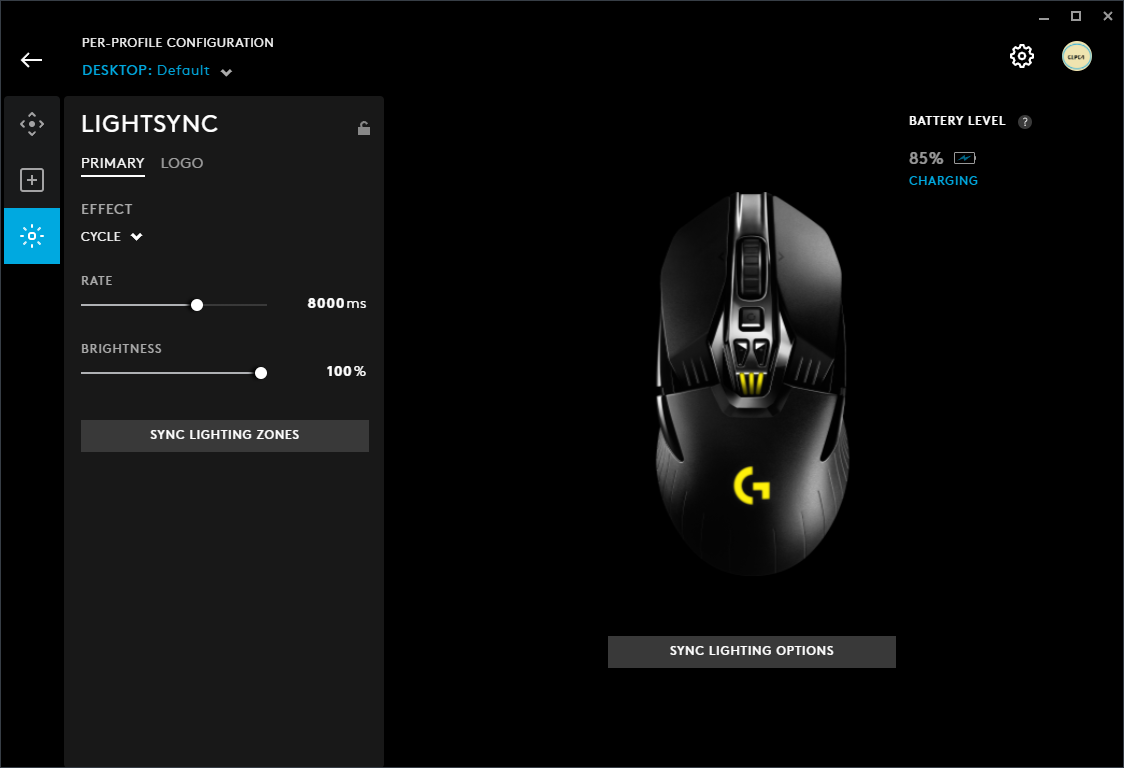 PER-PROFILE CONFIGURATION
DESKTOP: Default
LIGHTSYNC
PRIMARY LOGO
EFFECT
CYCLE
RATE
8000ms
BRIGHTNESS
100%
SYNC LIGHTING ZONES
BATTERY LEVEL ?
85%
CHARGING
G
SYNC LIGHTING OPTIONS